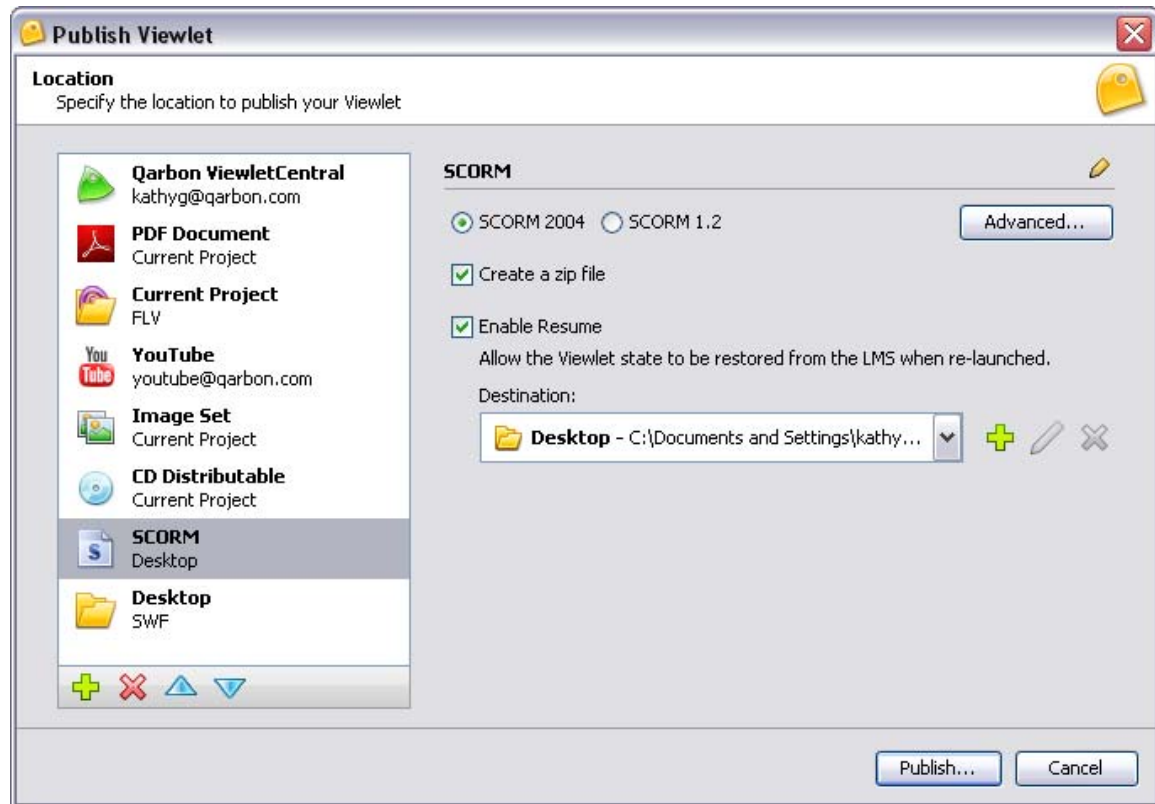 Publish Viewlet
Location
Specify the location to publish your Viewlet
Qarbon ViewletCentral
kathyg@qarbon.com
PDF Document
Current Project
Current Project
FLV
You
Tube
YouTube
youtube@qarbon.com
Image Set
Current Project
CD Distributable
Current Project
S
SCORM
Desktop
Desktop
SWF
SCORM
SCORM 2004 SCORM 1.2 Advanced...
Create a zip file
Enable Resume
Allow the Viewlet state to be restored from the LMS when re-launched.
Destination:
Desktop - C:\Documents and Settings\kathy...
Publish... Cancel